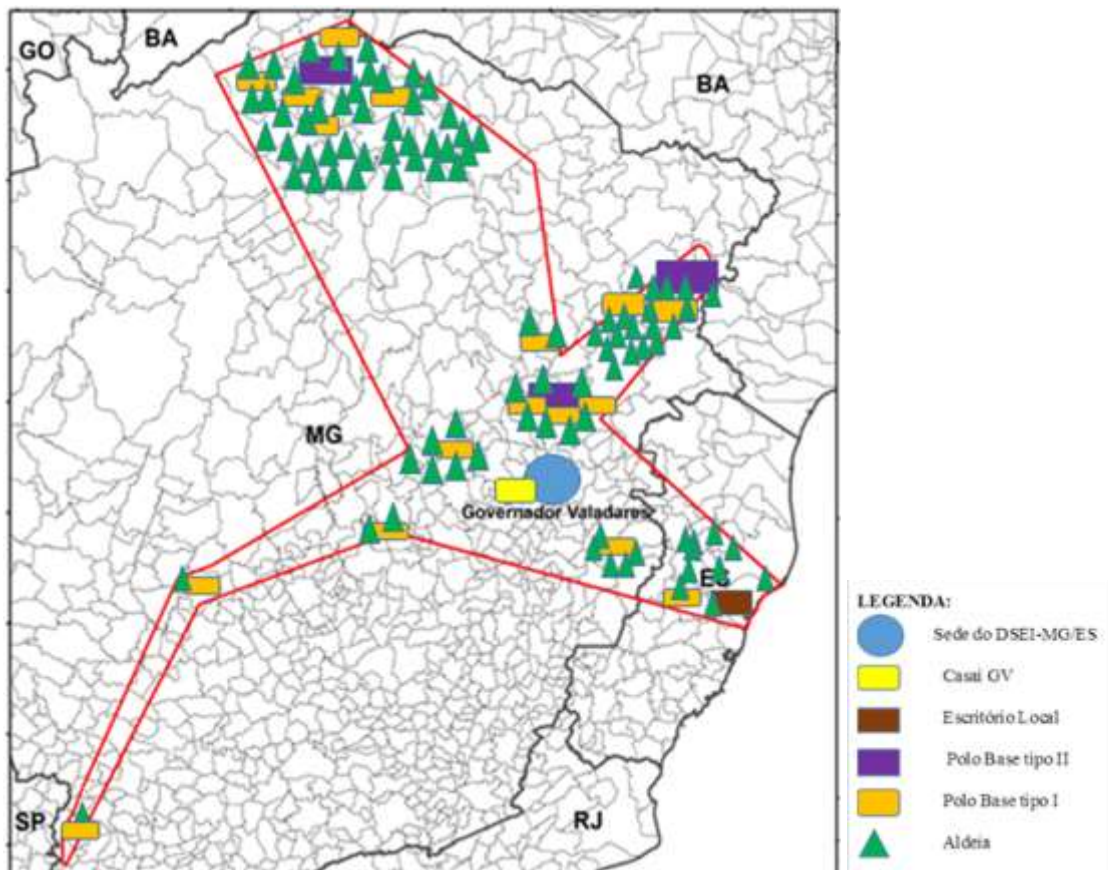 GO
BA
BA
MG
Governador Valadares
ES
SP
RJ
LEGENDA:
Sede do DSEI-MG/ES
Casai GV
Escritório Local
Polo Base tipo II
Polo Base tipo I
Aldeia